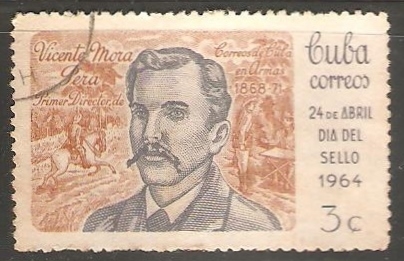 Vicente Mora
Pera
Primer Director de
Correos de Cuba
en Armas
1868-71
Cuba
correos
24 DE ABRIL
DIA DEL
SELLO
1964
3c
H